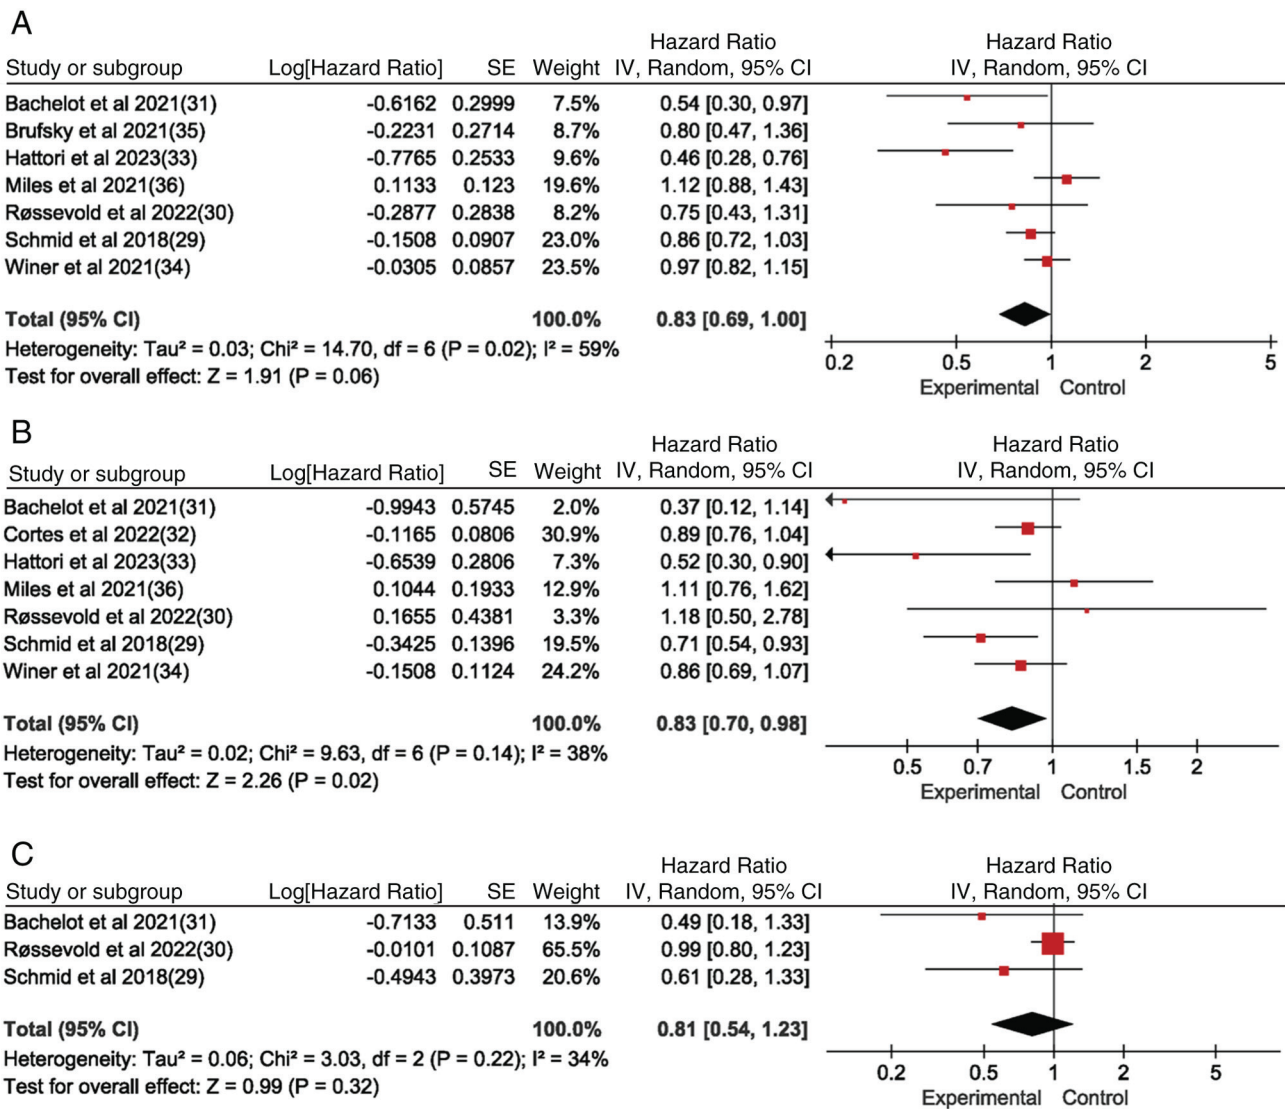 A
Hazard Ratio Hazard Ratio
Study or subgroup Log[Hazard Ratio] SE Weight IV, Random, 95% CI IV, Random, 95% CI
Bachelot et al 2021(31) -0.6162 0.2999 7.5% 0.54 [0.30, 0.97]
Brufsky et al 2021(35) -0.2231 0.2714 8.7% 0.80 [0.47, 1.36]
Hattori et al 2023(33) -0.7765 0.2533 9.6% 0.46 [0.28, 0.76]
Miles et al 2021(36) 0.1133 0.123 19.6% 1.12 [0.88, 1.43]
Røssevold et al 2022(30) -0.2877 0.2838 8.2% 0.75 [0.43, 1.31]
Schmid et al 2018(29) -0.1508 0.0907 23.0% 0.86 [0.72, 1.03]
Winer et al 2021(34) -0.0305 0.0857 23.5% 0.97 [0.82, 1.15]
Total (95% CI) 100.0% 0.83 [0.69, 1.00]
Heterogeneity: Tau² = 0.03; Chi² = 14.70, df = 6 (P = 0.02); I² = 59%
Test for overall effect: Z = 1.91 (P = 0.06)
0.2 0.5 1 2 5
Experimental Control
B
Hazard Ratio Hazard Ratio
Study or subgroup Log[Hazard Ratio] SE Weight IV, Random, 95% CI IV, Random, 95% CI
Bachelot et al 2021(31) -0.9943 0.5745 2.0% 0.37 [0.12, 1.14]
Cortes et al 2022(32) -0.1165 0.0806 30.9% 0.89 [0.76, 1.04]
Hattori et al 2023(33) -0.6539 0.2806 7.3% 0.52 [0.30, 0.90]
Miles et al 2021(36) 0.1044 0.1933 12.9% 1.11 [0.76, 1.62]
Røssevold et al 2022(30) 0.1655 0.4381 3.3% 1.18 [0.50, 2.78]
Schmid et al 2018(29) -0.3425 0.1396 19.5% 0.71 [0.54, 0.93]
Winer et al 2021(34) -0.1508 0.1124 24.2% 0.86 [0.69, 1.07]
Total (95% CI) 100.0% 0.83 [0.70, 0.98]
Heterogeneity: Tau² = 0.02; Chi² = 9.63, df = 6 (P = 0.14); I² = 38%
Test for overall effect: Z = 2.26 (P = 0.02)
0.5 0.7 1 1.5 2
Experimental Control
C
Hazard Ratio Hazard Ratio
Study or subgroup Log[Hazard Ratio] SE Weight IV, Random, 95% CI IV, Random, 95% CI
Bachelot et al 2021(31) -0.7133 0.511 13.9% 0.49 [0.18, 1.33]
Røssevold et al 2022(30) -0.0101 0.1087 65.5% 0.99 [0.80, 1.23]
Schmid et al 2018(29) -0.4943 0.3973 20.6% 0.61 [0.28, 1.33]
Total (95% CI) 100.0% 0.81 [0.54, 1.23]
Heterogeneity: Tau² = 0.06; Chi² = 3.03, df = 2 (P = 0.22); I² = 34%
Test for overall effect: Z = 0.99 (P = 0.32)
0.2 0.5 1 2 5
Experimental Control